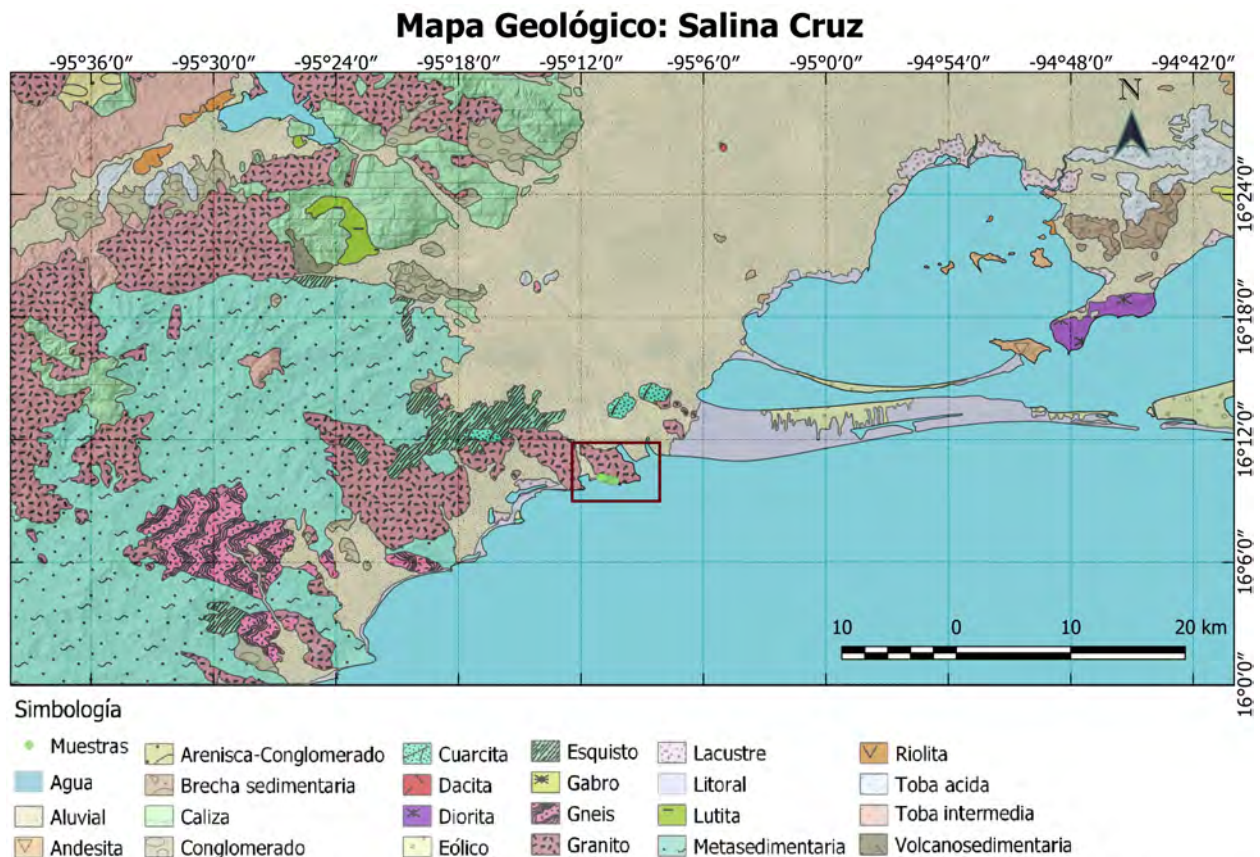 Mapa Geológico: Salina Cruz
-95°36′0″ -95°30′0″ -95°24′0″ -95°18′0″ -95°12′0″ -95°06′0″ -95°00′0″ -94°54′0″ -94°48′0″ -94°42′0″
N
16°24′0″
16°18′0″
16°12′0″
16°6′0″
16°0′0″
10 0 10 20 km
Simbología
Muestras
Agua
Aluvial
Andesita
Arenisca-Conglomerado
Brecha sedimentaria
Caliza
Conglomerado
Cuarcita
Dacita
Diorita
Eólico
Esquisto
Gabro
Gneis
Granito
Lacustre
Litoral
Lutita
Metasedimentaria
Riolita
Toba acida
Toba intermedia
Volcanosedimentaria